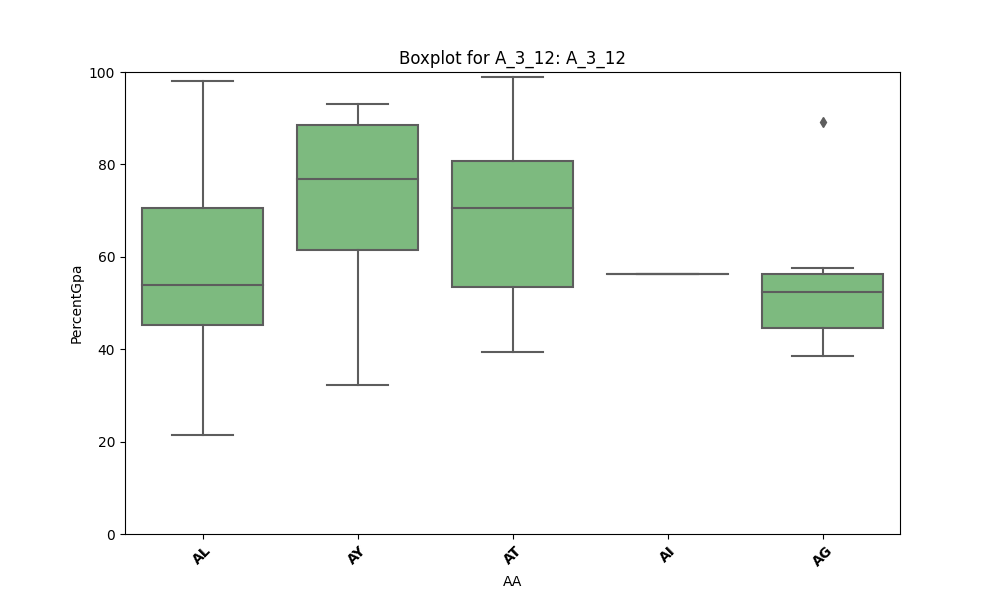 Boxplot for A_3_12: A_3_12
100
80
60
40
20
0
PercentGpa
AL
AY
AT
AI
AG
AA